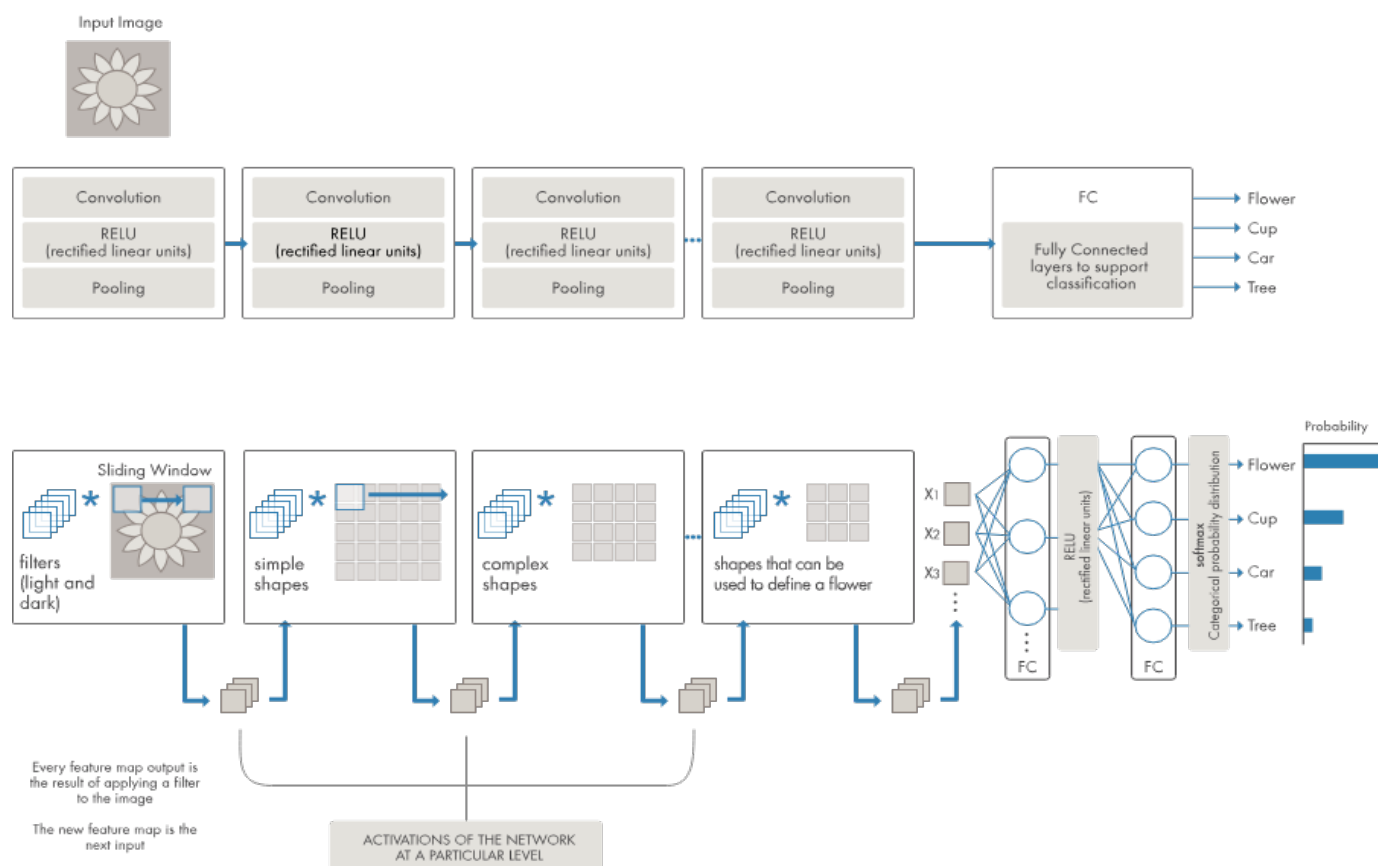 Input Image
Convolution
RELU
(rectified linear units)
Pooling
Convolution
RELU
(rectified linear units)
Pooling
Convolution
RELU
(rectified linear units)
Pooling
Convolution
RELU
(rectified linear units)
Pooling
FC
Fully Connected
layers to support
classification
Flower
Cup
Car
Tree
Sliding Window
*
filters
(light and
dark)
*
simple
shapes
*
complex
shapes
*
shapes that can be
used to define a flower
X1
X2
X3
FC
RELU
(rectified linear units)
FC
softmax
Categorical probability distribution
Probability
Flower
Cup
Car
Tree
Every feature map output is
the result of applying a filter
to the image
The new feature map is the
next input
ACTIVATIONS OF THE NETWORK
AT A PARTICULAR LEVEL